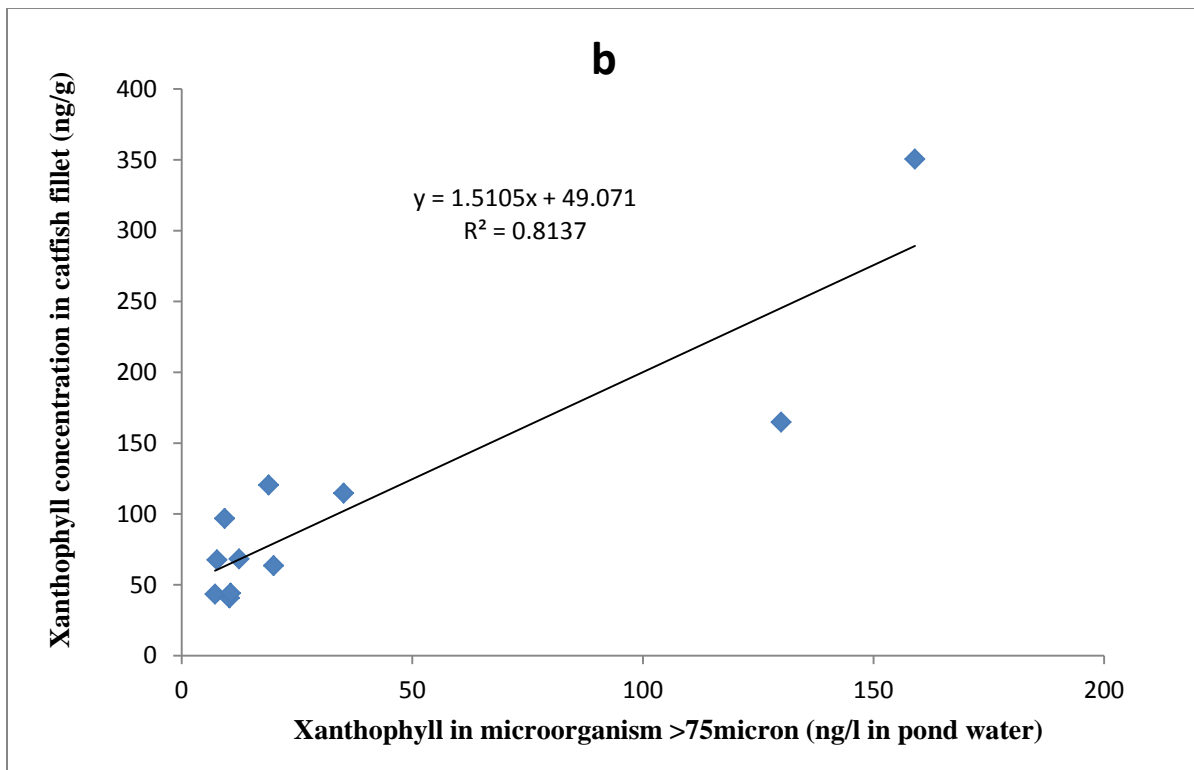 b
Xanthophyll concentration in catfish fillet (ng/g)
400
350
300
250
200
150
100
50
0
y = 1.5105x + 49.071
R² = 0.8137
0
50
100
150
200
Xanthophyll in microorganism >75micron (ng/l in pond water)